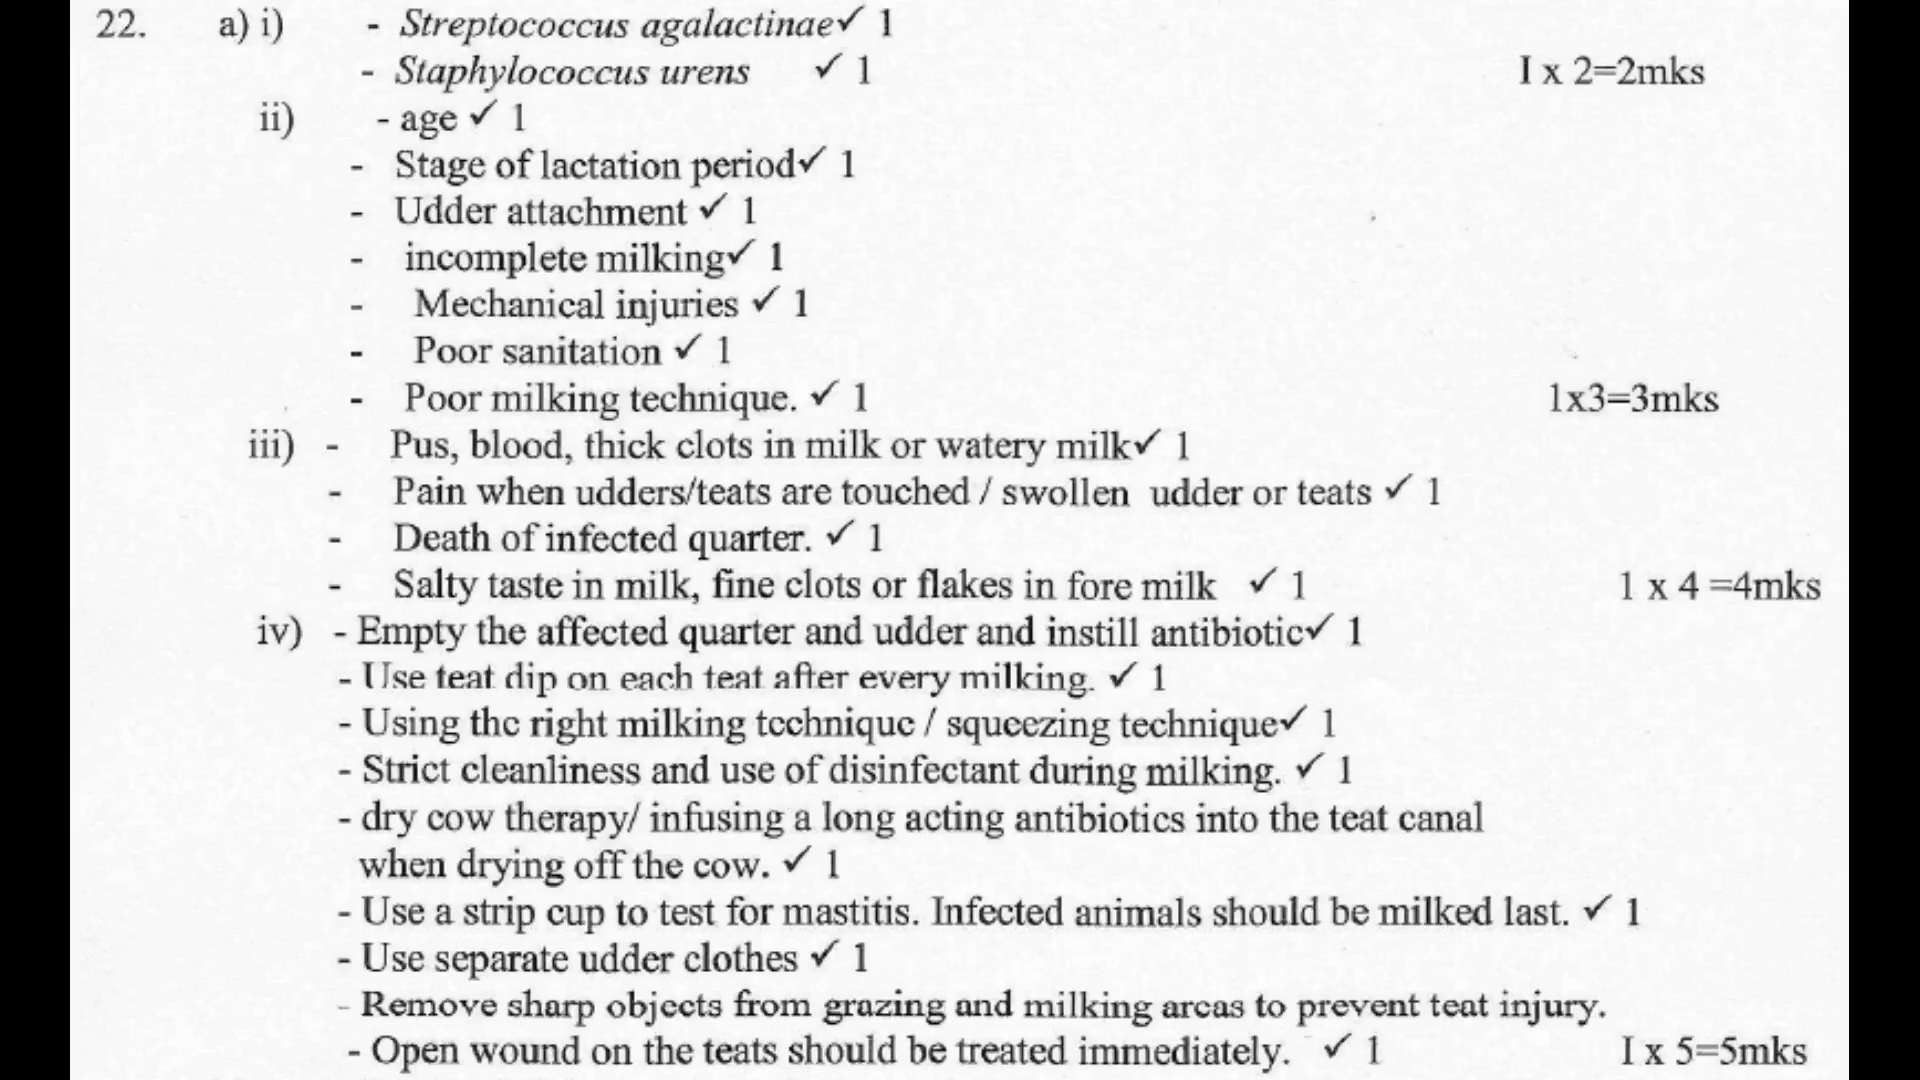 22. a) i) - Streptococcus agalactinae✓ 1
- Staphylococcus urens ✓ 1 I x 2=2mks
ii) - age ✓ 1
- Stage of lactation period✓ 1
- Udder attachment ✓ 1
- incomplete milking✓ 1
- Mechanical injuries ✓ 1
- Poor sanitation ✓ 1
- Poor milking technique. ✓ 1 1x3=3mks
iii) - Pus, blood, thick clots in milk or watery milk✓ 1
- Pain when udders/teats are touched / swollen udder or teats ✓ 1
- Death of infected quarter. ✓ 1
- Salty taste in milk, fine clots or flakes in fore milk ✓ 1 1 x 4 =4mks
iv) - Empty the affected quarter and udder and instill antibiotic✓ 1
- Use teat dip on each teat after every milking. ✓ 1
- Using the right milking technique / squeezing technique✓ 1
- Strict cleanliness and use of disinfectant during milking. ✓ 1
- dry cow therapy/ infusing a long acting antibiotics into the teat canal
when drying off the cow. ✓ 1
- Use a strip cup to test for mastitis. Infected animals should be milked last. ✓ 1
- Use separate udder clothes ✓ 1
- Remove sharp objects from grazing and milking areas to prevent teat injury.
- Open wound on the teats should be treated immediately. ✓ 1 I x 5=5mks